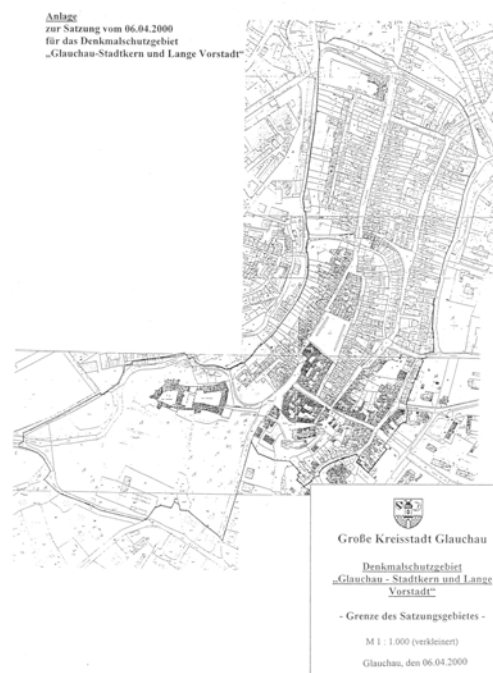 Anlage
zur Satzung vom 06.04.2000
für das Denkmalschutzgebiet
„Glauchau-Stadtkern und Lange Vorstadt“
Große Kreisstadt Glauchau
Denkmalschutzgebiet
„Glauchau - Stadtkern und Lange
Vorstadt“
- Grenze des Satzungsgebietes -
M 1 : 1.000 (verkleinert)
Glauchau, den 06.04.2000